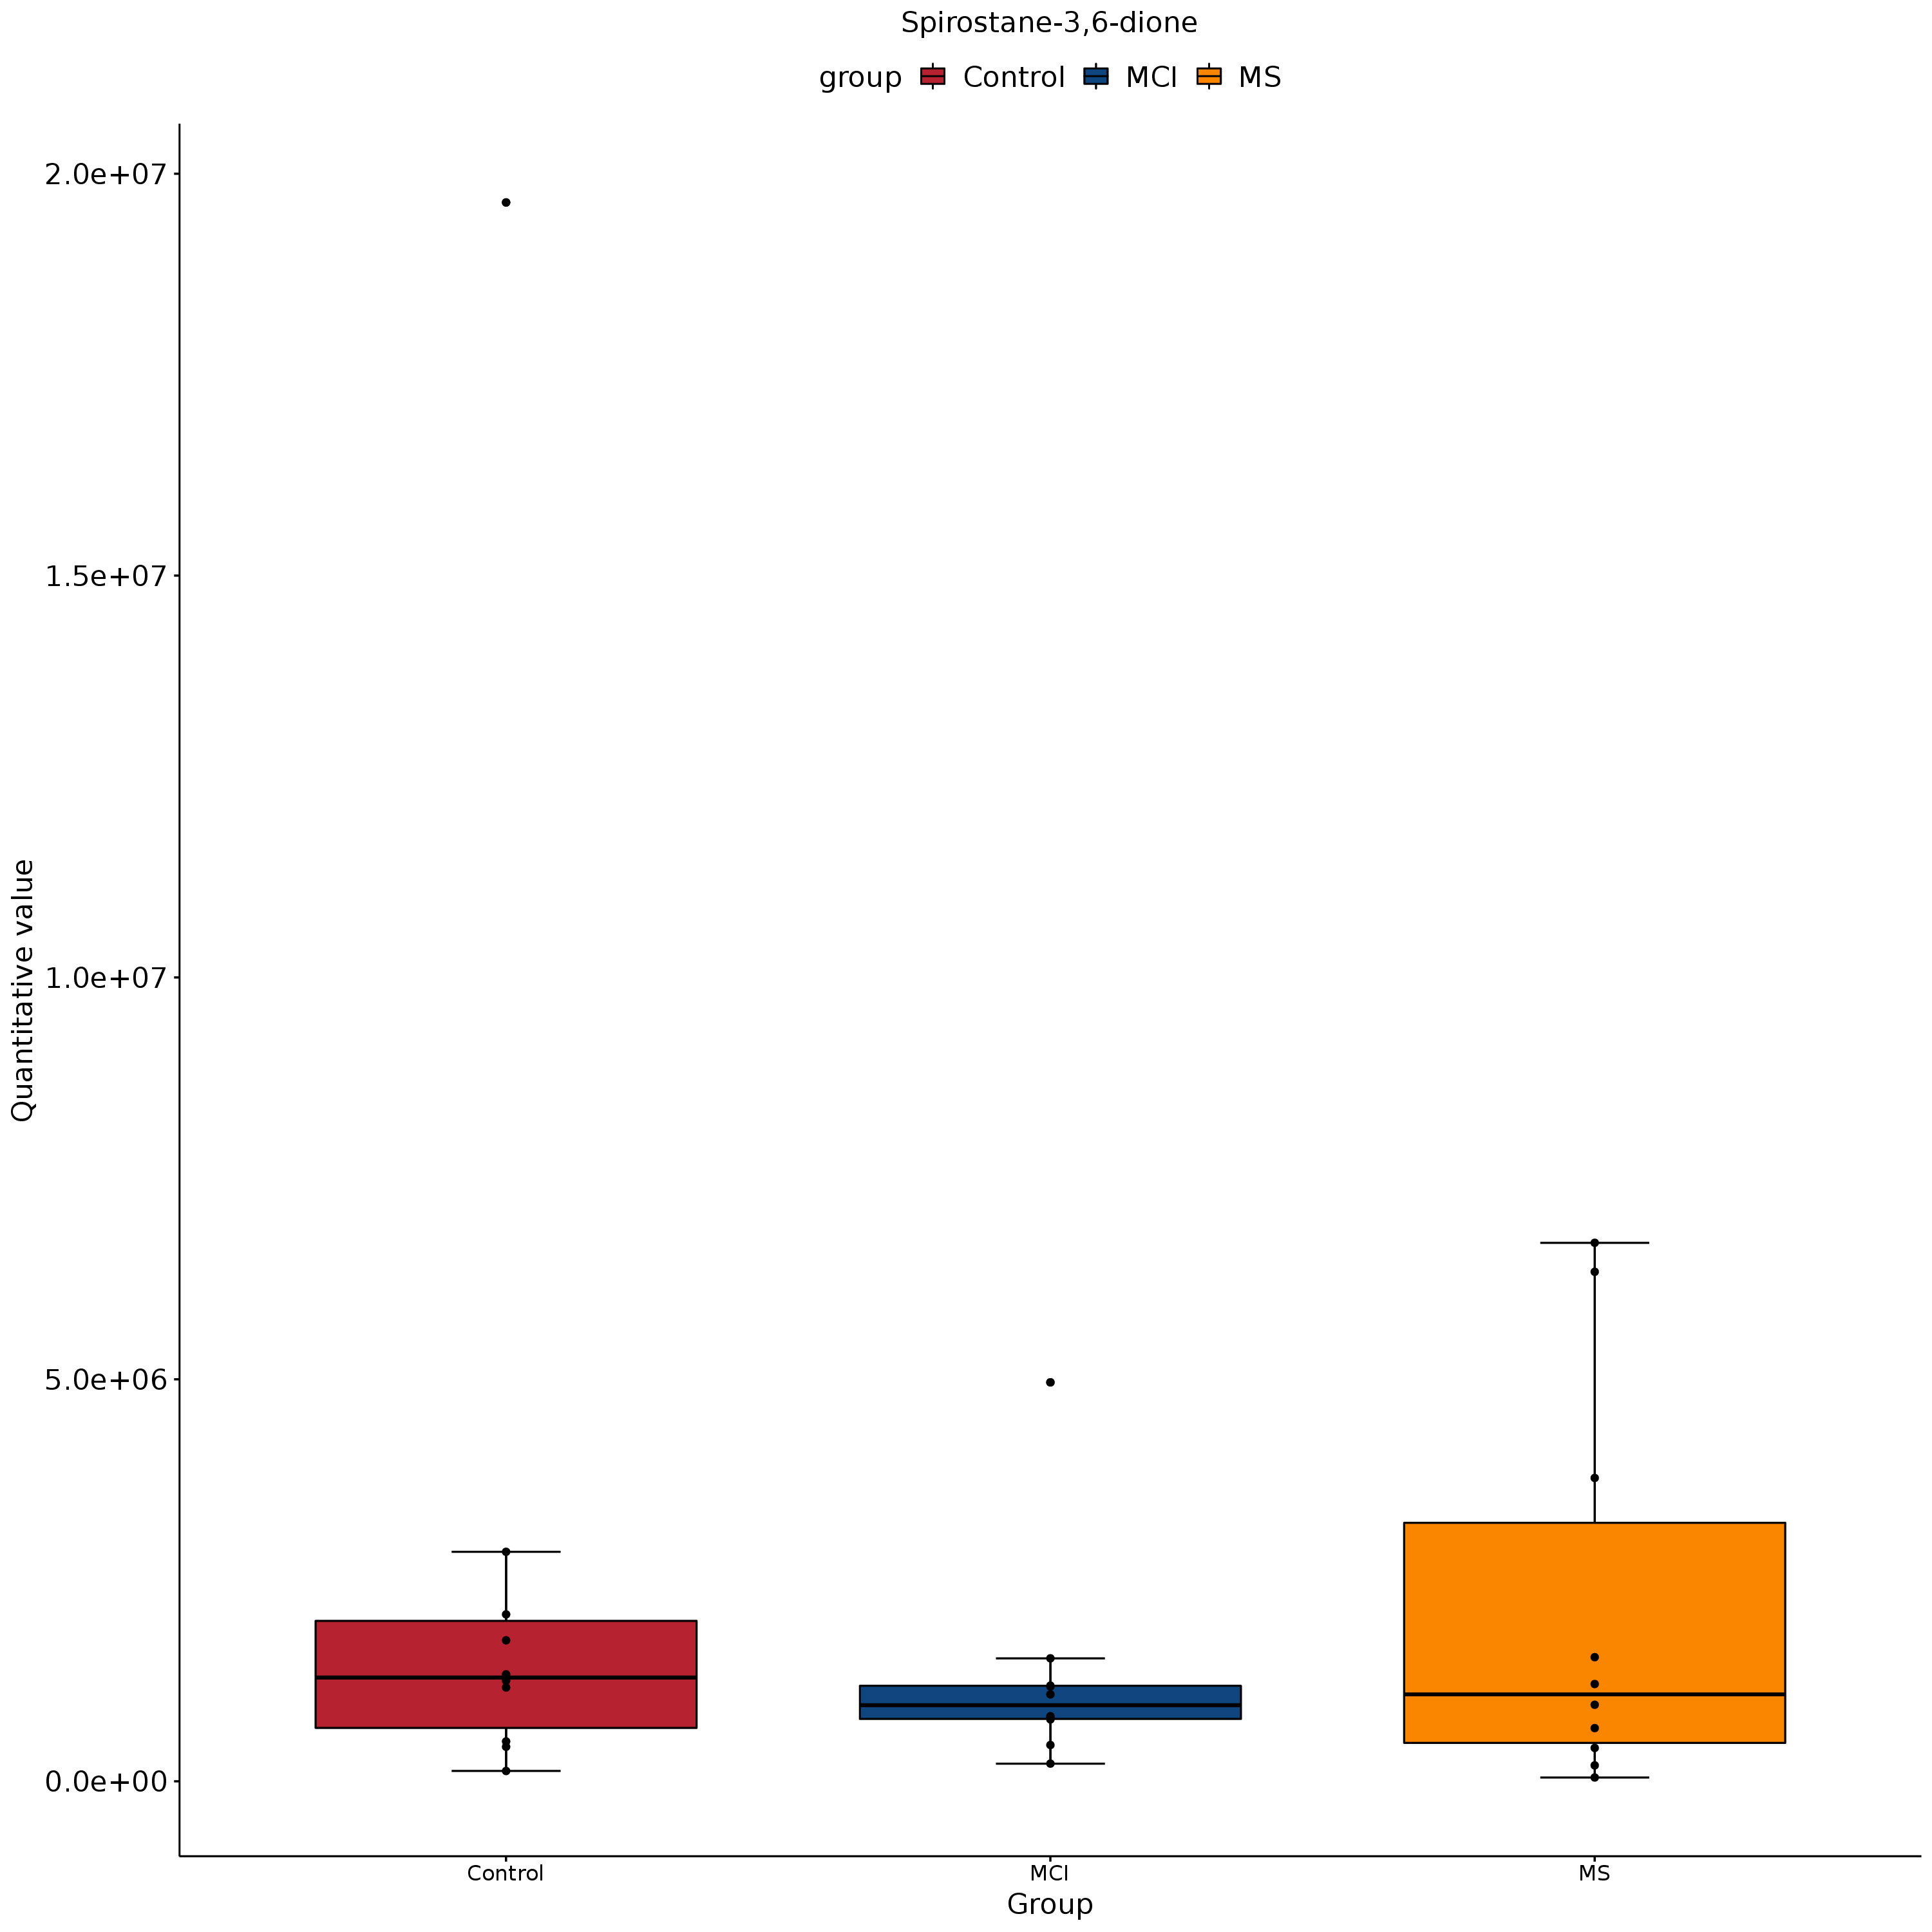 Spirostane-3,6-dione
group Control MCI MS
2.0e+07
1.5e+07
1.0e+07
5.0e+06
0.0e+00
Quantitative value
Control MCI MS
Group